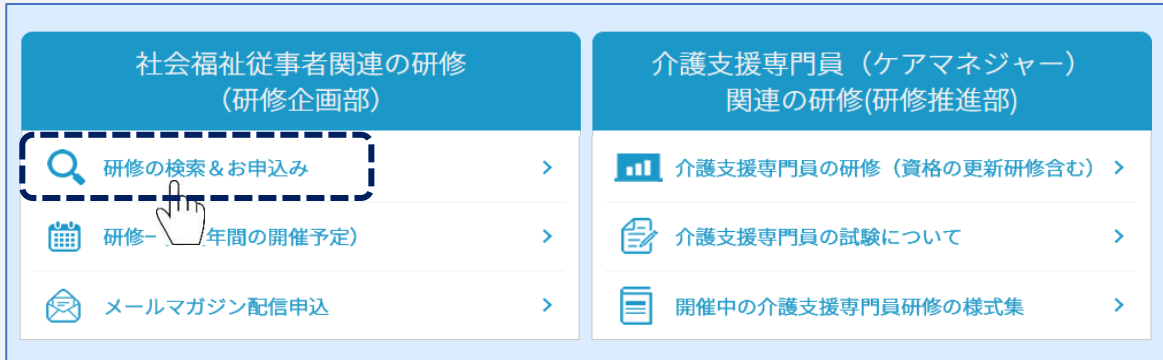 社会福祉従事者関連の研修
（研修企画部）
研修の検索＆お申込み
研修 年間の開催予定）
メールマガジン配信申込
介護支援専門員（ケアマネジャー）
関連の研修(研修推進部)
介護支援専門員の研修（資格の更新研修含む）
介護支援専門員の試験について
開催中の介護支援専門員研修の様式集